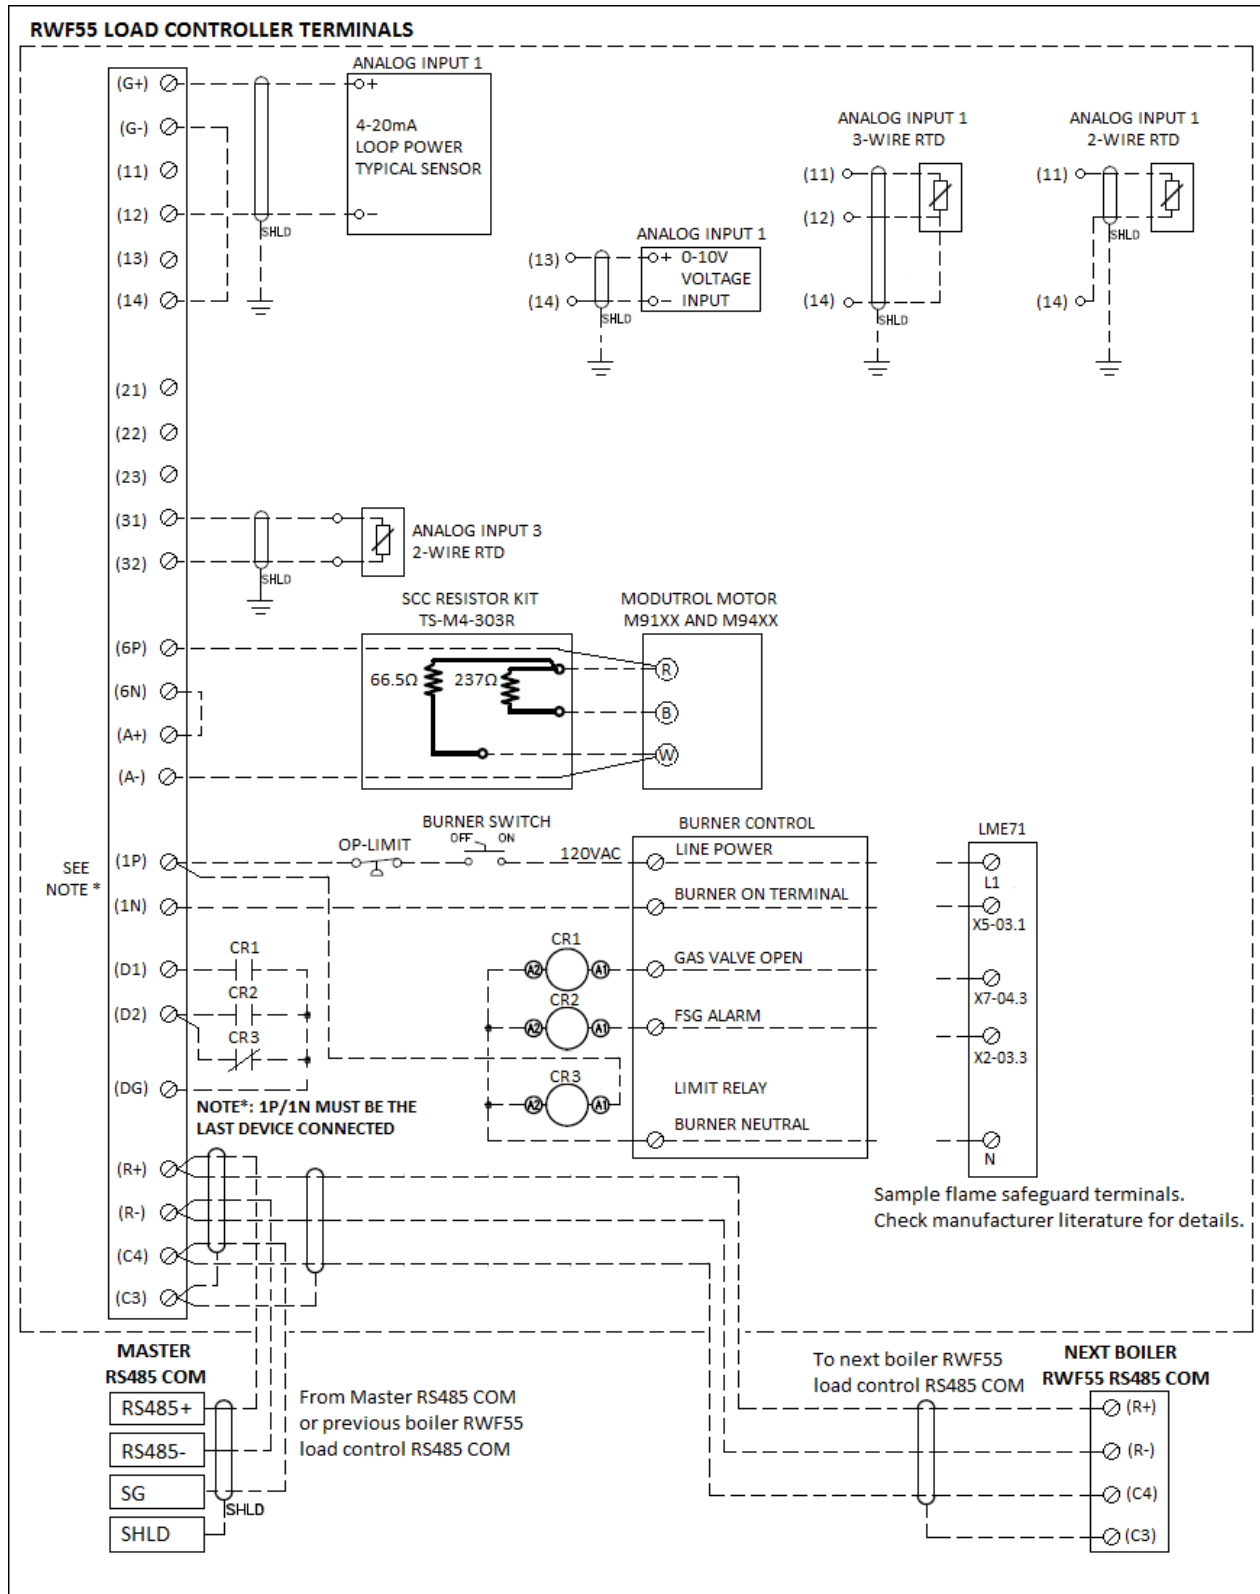 RWF55 LOAD CONTROLLER TERMINALS
ANALOG INPUT 1
(G+)
+
4-20mA
LOOP POWER
TYPICAL SENSOR
(G-)
(11)
(12)
-
SHLD
(13)
(14)
ANALOG INPUT 1
0-10V
VOLTAGE
INPUT
+
-
(13)
(14)
SHLD
ANALOG INPUT 1
3-WIRE RTD
(11)
(12)
(14)
SHLD
ANALOG INPUT 1
2-WIRE RTD
(11)
SHLD
(14)
(21)
(22)
(23)
(31)
(32)
SHLD
ANALOG INPUT 3
2-WIRE RTD
SCC RESISTOR KIT
TS-M4-303R
66.5Ω
237Ω
MODUTROL MOTOR
M91XX AND M94XX
R
B
W
(6P)
(6N)
(A+)
(A-)
SEE
NOTE *
(1P)
(1N)
OP-LIMIT
BURNER SWITCH
OFF
ON
120VAC
BURNER CONTROL
LINE POWER
BURNER ON TERMINAL
GAS VALVE OPEN
FSG ALARM
LIMIT RELAY
BURNER NEUTRAL
LME71
L1
X5-03.1
X7-04.3
X2-03.3
N
(D1)
CR1
(D2)
CR2
CR3
(DG)
CR1
A2
A1
CR2
A2
A1
CR3
A2
A1
NOTE*: 1P/1N MUST BE THE
LAST DEVICE CONNECTED
(R+)
(R-)
(C4)
(C3)
Sample flame safeguard terminals.
Check manufacturer literature for details.
MASTER
RS485 COM
RS485+
RS485-
SG
SHLD
SHLD
From Master RS485 COM
or previous boiler RWF55
load control RS485 COM
To next boiler RWF55
load control RS485 COM
NEXT BOILER
RWF55 RS485 COM
(R+)
(R-)
(C4)
(C3)